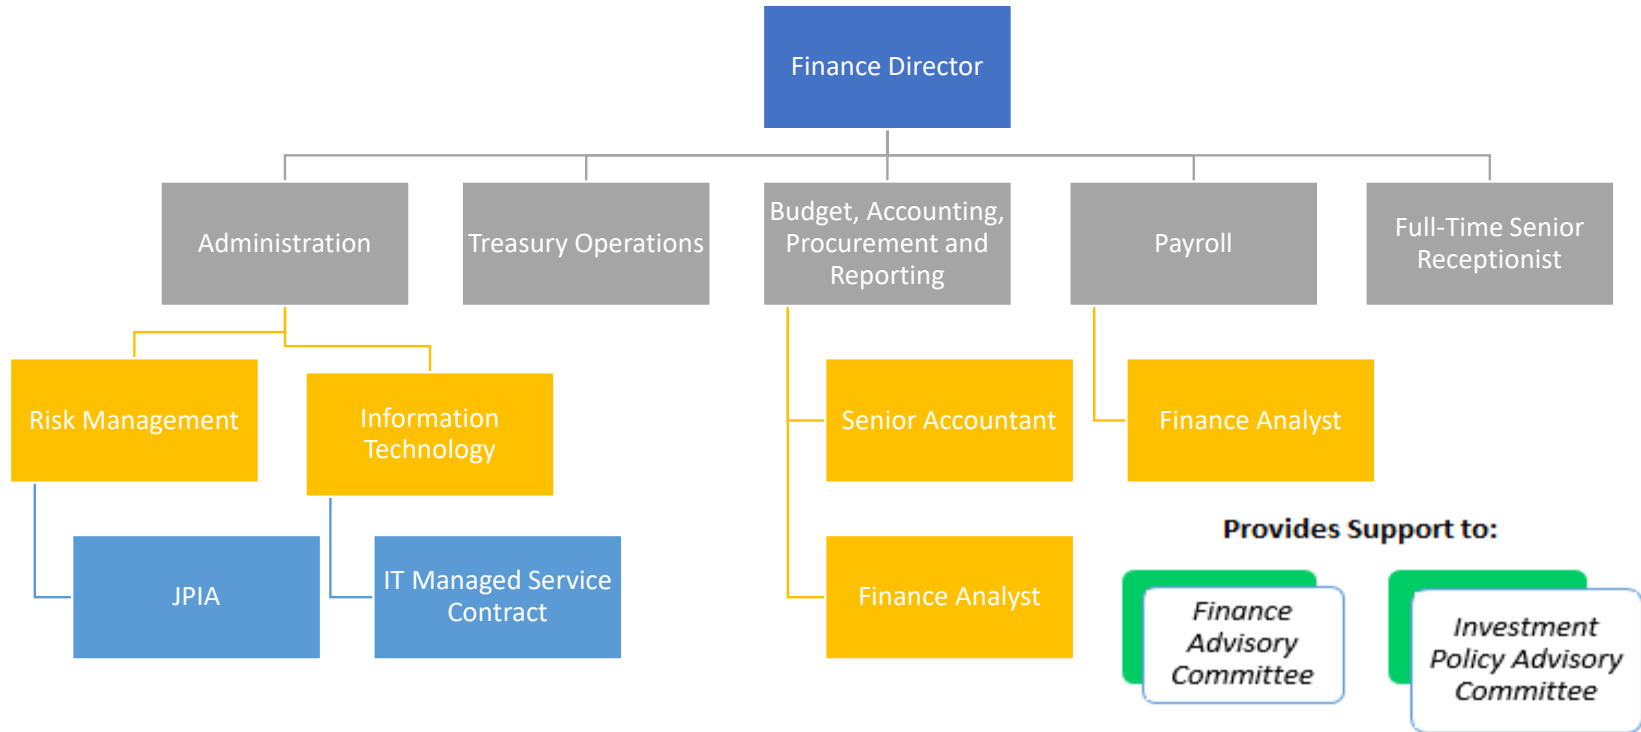 Finance Director
Administration
Treasury Operations
Budget, Accounting,
Procurement and
Reporting
Payroll
Full-Time Senior
Receptionist
Risk Management
Information
Technology
Senior Accountant
Finance Analyst
JPIA
IT Managed Service
Contract
Finance Analyst
Provides Support to:
Finance
Advisory
Committee
Investment
Policy Advisory
Committee